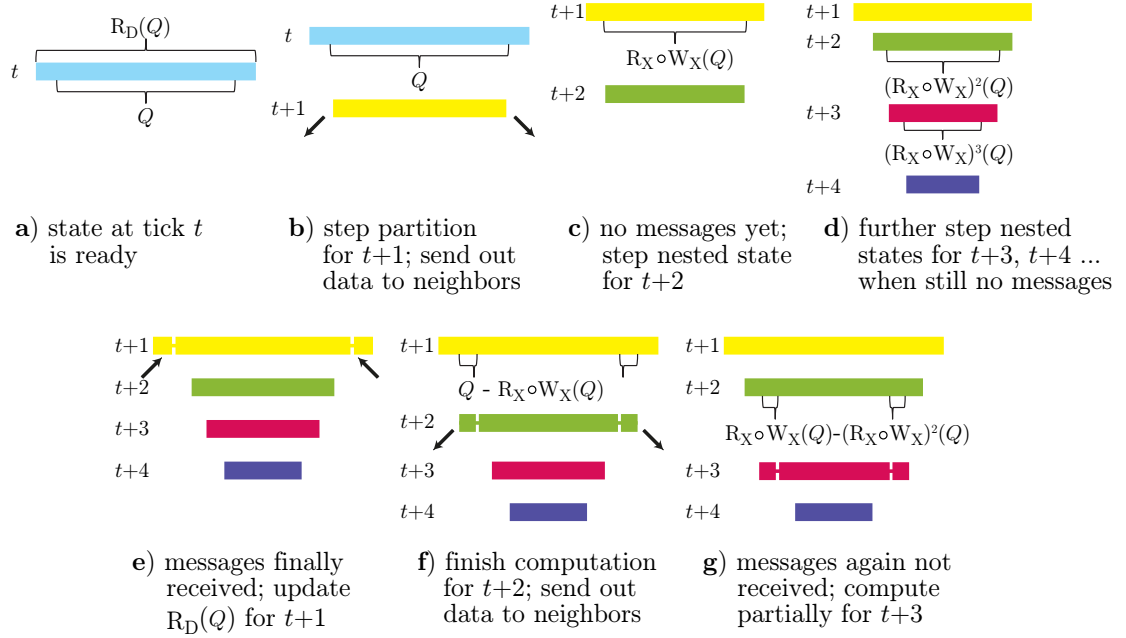 R_D(Q)
t
Q
a) state at tick t
is ready
t
Q
t+1
b) step partition
for t+1; send out
data to neighbors
t+1
R_X∘W_X(Q)
t+2
c) no messages yet;
step nested state
for t+2
t+1
t+2
(R_X∘W_X)²(Q)
t+3
(R_X∘W_X)³(Q)
t+4
d) further step nested
states for t+3, t+4 ...
when still no messages
t+1
t+2
t+3
t+4
e) messages finally
received; update
R_D(Q) for t+1
t+1
Q - R_X∘W_X(Q)
t+2
t+3
t+4
f) finish computation
for t+2; send out
data to neighbors
t+1
t+2
R_X∘W_X(Q)-(R_X∘W_X)²(Q)
t+3
t+4
g) messages again not
received; compute
partially for t+3